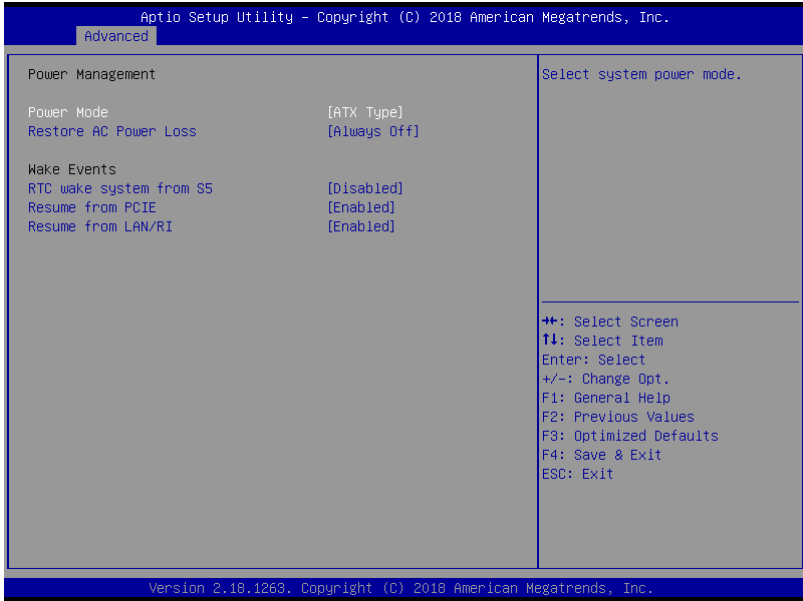 Aptio Setup Utility – Copyright (C) 2018 American Megatrends, Inc.
Advanced
Power Management
Power Mode [ATX Type]
Restore AC Power Loss [Always Off]
Wake Events
RTC wake system from S5 [Disabled]
Resume from PCIE [Enabled]
Resume from LAN/RI [Enabled]
Select system power mode.
→←: Select Screen
↑↓: Select Item
Enter: Select
+/-: Change Opt.
F1: General Help
F2: Previous Values
F3: Optimized Defaults
F4: Save & Exit
ESC: Exit
Version 2.18.1263. Copyright (C) 2018 American Megatrends, Inc.